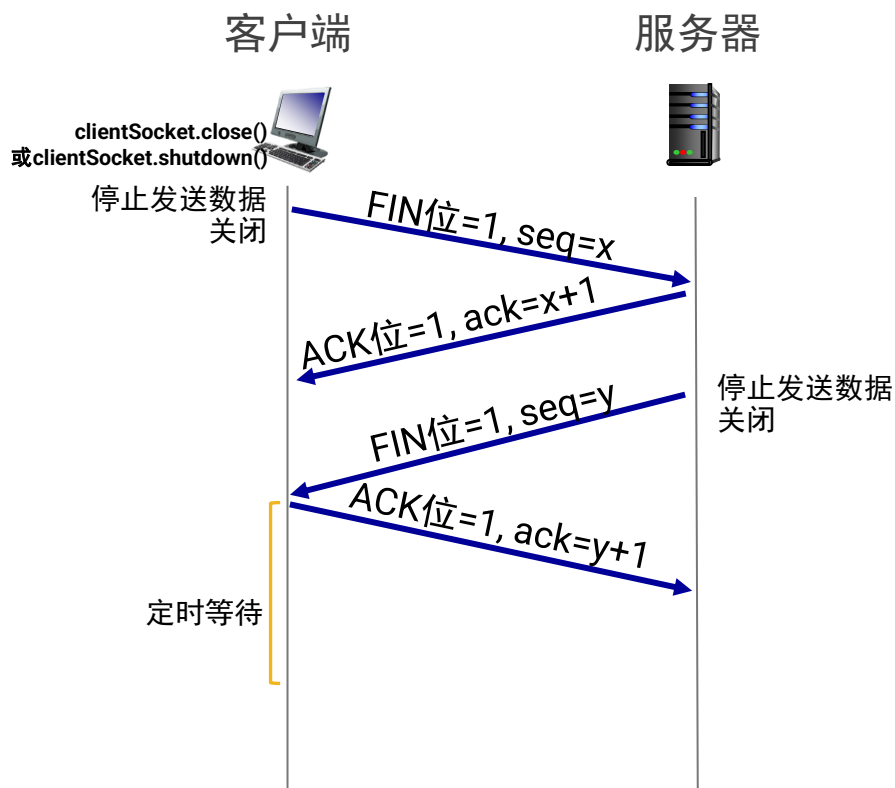 客户端
服务器
clientSocket.close()
或clientSocket.shutdown()
停止发送数据
关闭
FIN位=1, seq=x
ACK位=1, ack=x+1
停止发送数据
关闭
FIN位=1, seq=y
ACK位=1, ack=y+1
定时等待